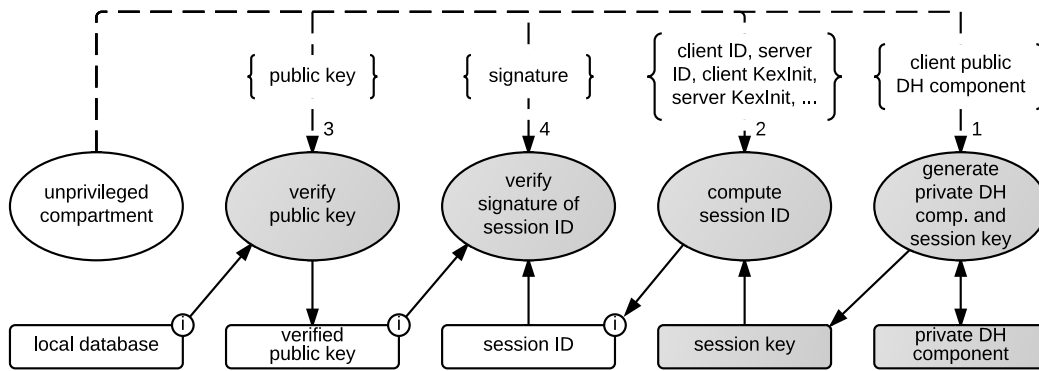 { public key }
{ signature }
{ client ID, server
ID, client KexInit,
server KexInit, ... }
{ client public
DH component }
3
4
2
1
unprivileged
compartment
verify
public key
verify
signature of
session ID
compute
session ID
generate
private DH
comp. and
session key
local database
i
verified
public key
i
session ID
i
session key
private DH
component